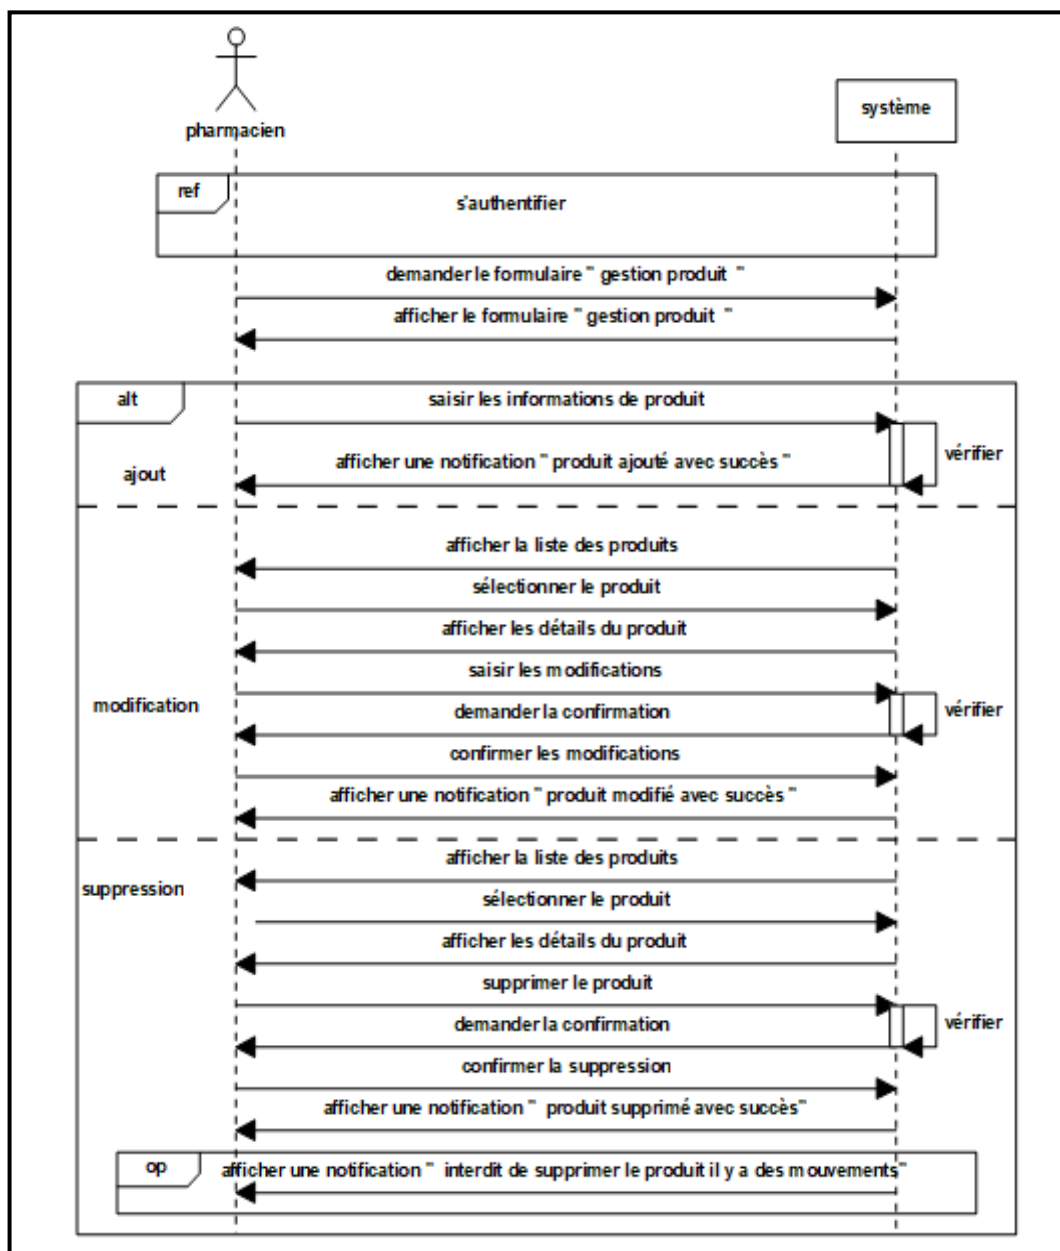 pharmacien
système
ref
s'authentifier
demander le formulaire " gestion produit "
afficher le formulaire " gestion produit "
alt
saisir les informations de produit
vérifier
afficher une notification " produit ajouté avec succès "
ajout
afficher la liste des produits
sélectionner le produit
afficher les détails du produit
saisir les modifications
modification
demander la confirmation
vérifier
confirmer les modifications
afficher une notification " produit modifié avec succès "
afficher la liste des produits
suppression
sélectionner le produit
afficher les détails du produit
supprimer le produit
demander la confirmation
vérifier
confirmer la suppression
afficher une notification " produit supprimé avec succès"
op
afficher une notification " interdit de supprimer le produit il y a des mouvements"